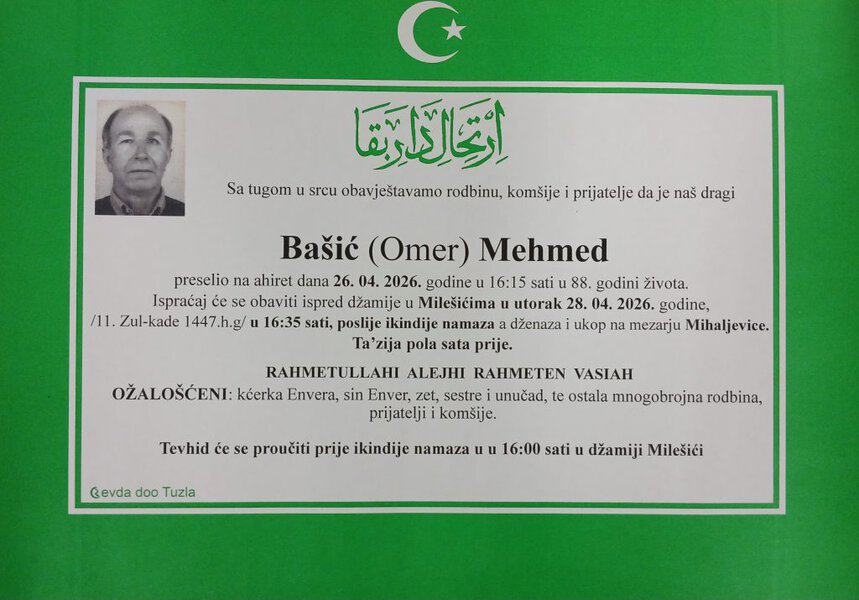 اِرْتِحَالِ دَارِ بَقَا
Sa tugom u srcu obavještavamo rodbinu, komšije i prijatelje da je naš dragi
Bašić (Omer) Mehmed
preselio na ahiret dana 26. 04. 2026. godine u 16:15 sati u 88. godini života.
Ispraćaj će se obaviti ispred džamije u Milešićima u utorak 28. 04. 2026. godine,
/11. Zul-kade 1447.h.g/ u 16:35 sati, poslije ikindije namaza a dženaza i ukop na mezarju Mihaljevice.
Ta'zija pola sata prije.
RAHMETULLAHI ALEJHI RAHMETEN VASIAH
OŽALOŠĆENI: kćerka Envera, sin Enver, zet, sestre i unučad, te ostala mnogobrojna rodbina,
prijatelji i komšije.
Tevhid će se proučiti prije ikindije namaza u u 16:00 sati u džamiji Milešići
Sevda doo Tuzla